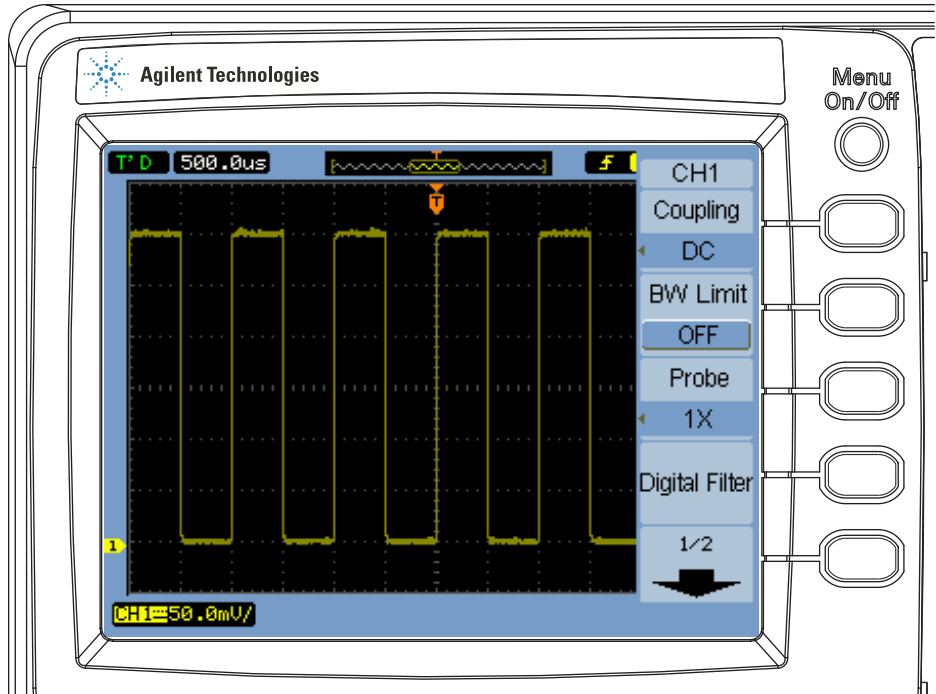 Agilent Technologies
Menu
On/Off
T'D 500.0us T
CH1
Coupling
DC
BW Limit
OFF
Probe
1X
Digital Filter
1/2
T
1
CH1 50.0mV/